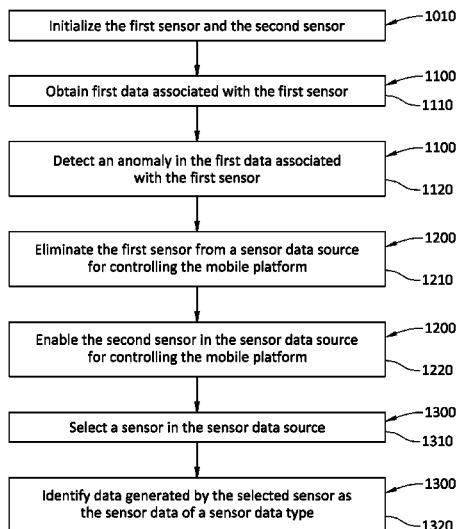 Initialize the first sensor and the second sensor
1010
1100
Obtain first data associated with the first sensor
1110
1100
Detect an anomaly in the first data associated
with the first sensor
1120
1200
Eliminate the first sensor from a sensor data source
for controlling the mobile platform
1210
1200
Enable the second sensor in the sensor data source
for controlling the mobile platform
1220
1300
Select a sensor in the sensor data source
1310
1300
Identify data generated by the selected sensor as
the sensor data of a sensor data type
1320